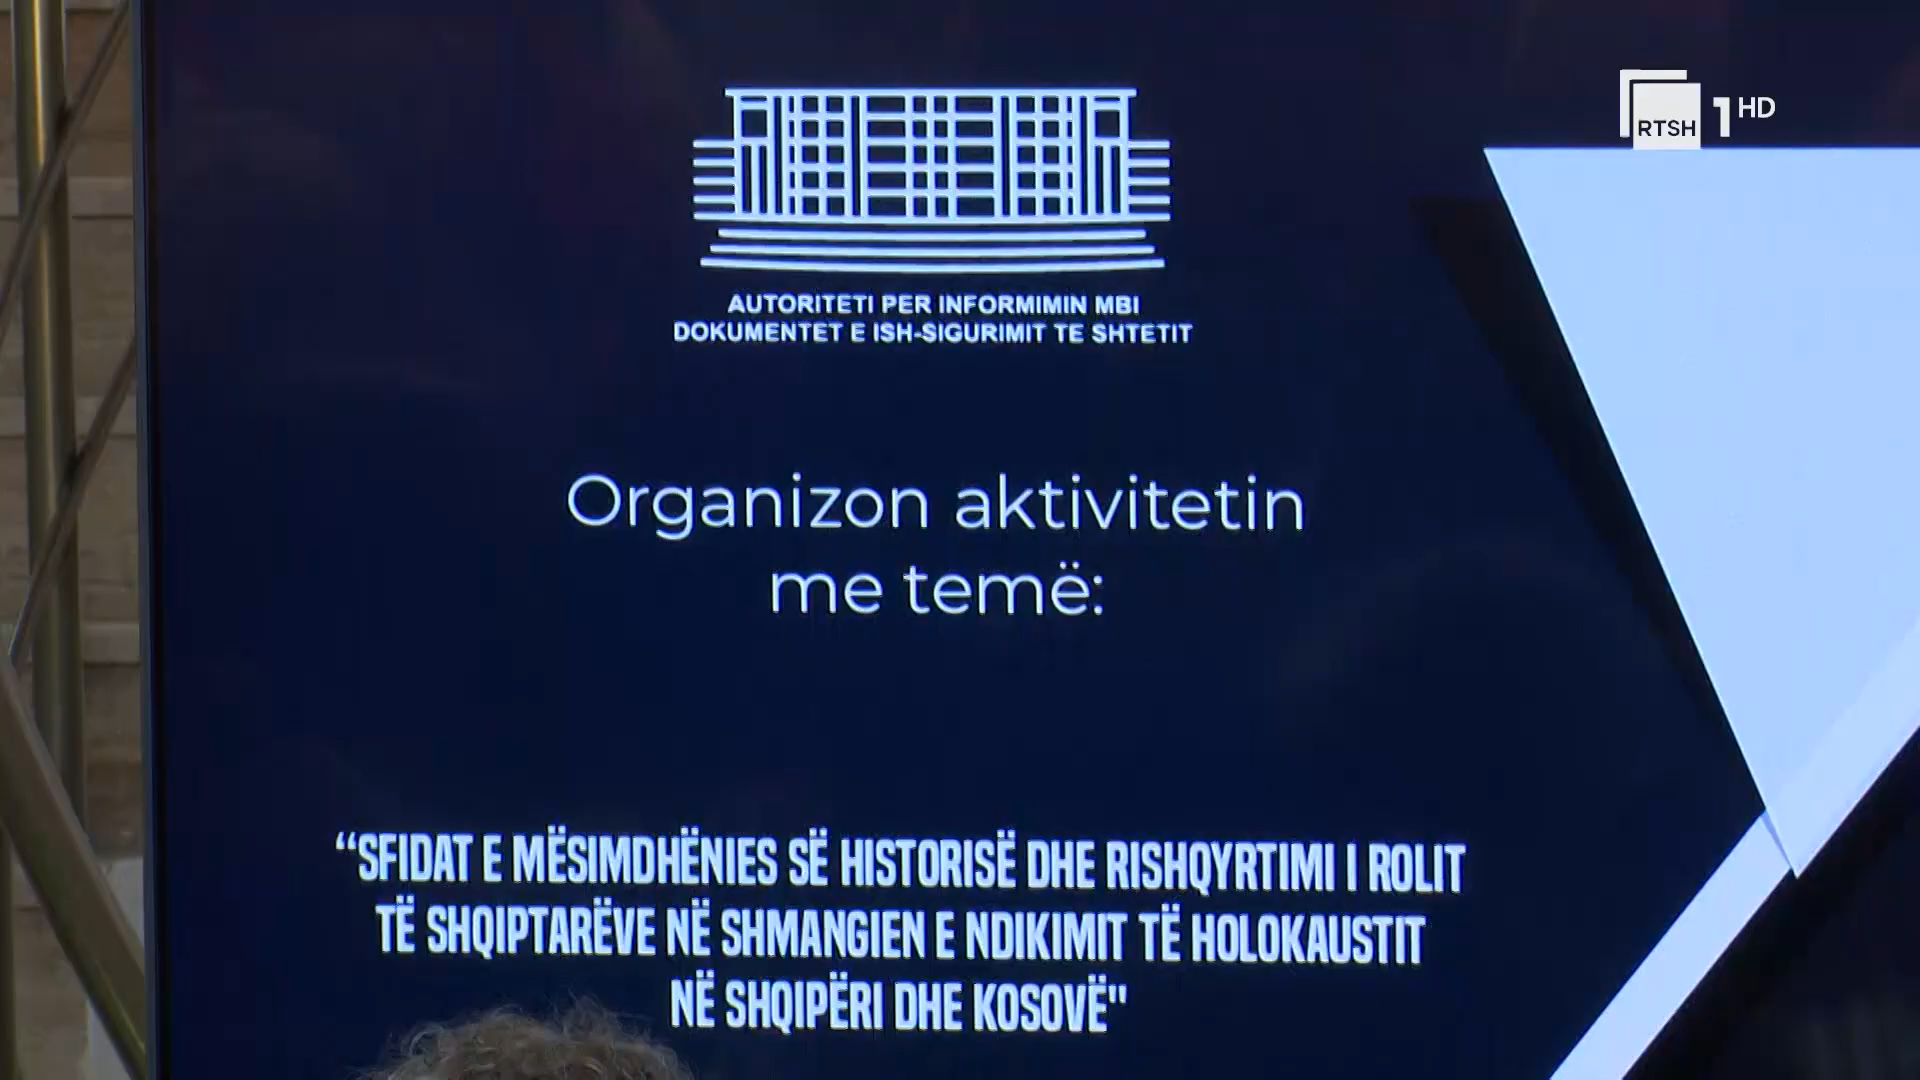 RTSH 1 HD
AUTORITETI PER INFORMIMIN MBI
DOKUMENTET E ISH-SIGURIMIT TE SHTETIT
Organizon aktivitetin
me temë:
“SFIDAT E MËSIMDHËNIES SË HISTORISË DHE RISHQYRTIMI I ROLIT
TË SHQIPTARËVE NË SHMANGIEN E NDIKIMIT TË HOLOKAUSTIT
NË SHQIPËRI DHE KOSOVË"